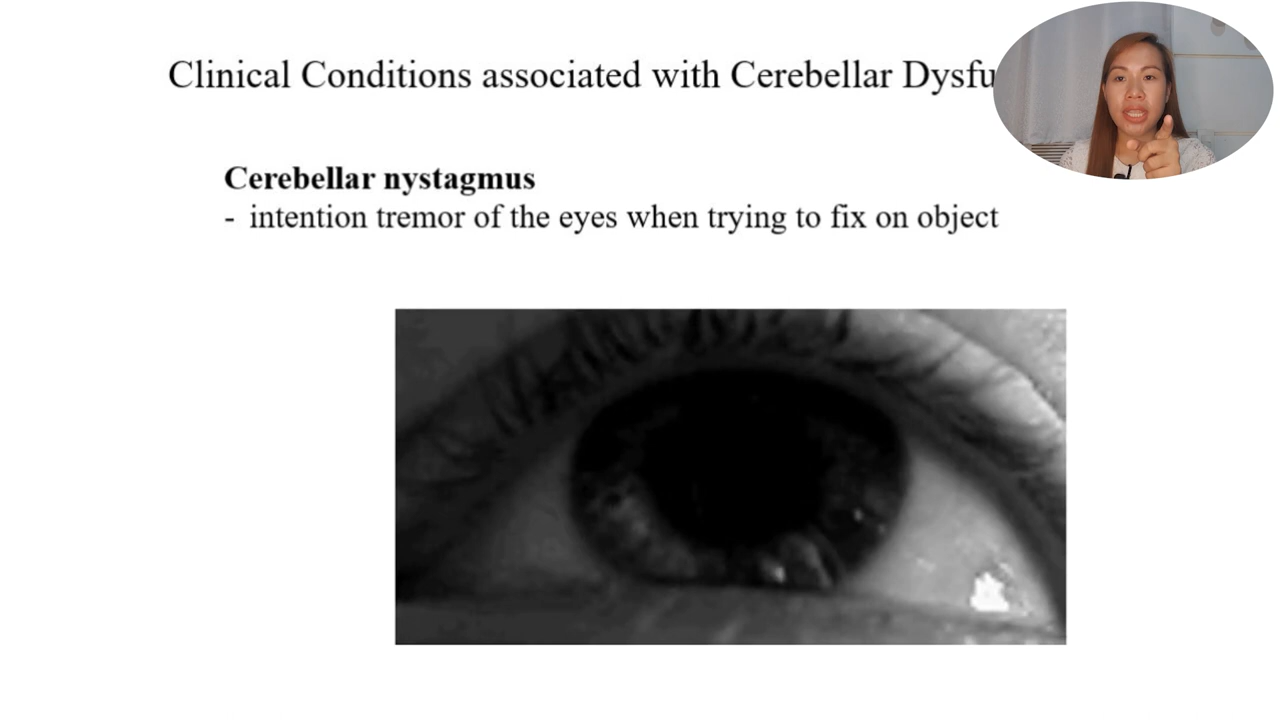 Clinical Conditions associated with Cerebellar Dysfu
Cerebellar nystagmus
- intention tremor of the eyes when trying to fix on object